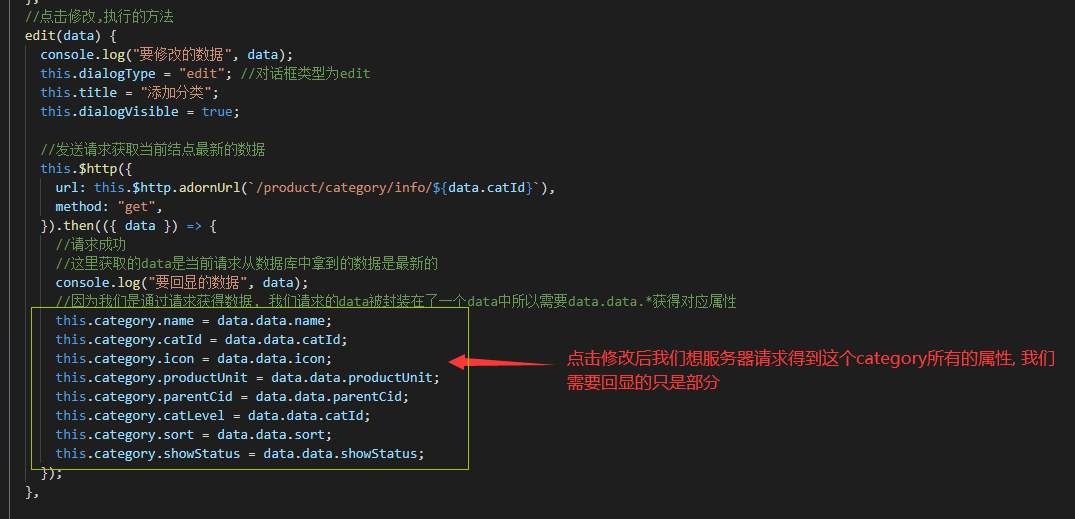 },
//点击修改,执行的方法
edit(data) {
console.log("要修改的数据", data);
this.dialogType = "edit"; //对话框类型为edit
this.title = "添加分类";
this.dialogVisible = true;
//发送请求获取当前结点最新的数据
this.$http({
url: this.$http.adornUrl(`/product/category/info/${data.catId}`),
method: "get",
}).then(({ data }) => {
//请求成功
//这里获取的data是当前请求从数据库中拿到的数据是最新的
console.log("要回显的数据", data);
//因为我们是通过请求获得数据, 我们请求的data被封装在了一个data中所以需要data.data.*获得对应属性
this.category.name = data.data.name;
this.category.catId = data.data.catId;
this.category.icon = data.data.icon;
this.category.productUnit = data.data.productUnit;
this.category.parentCid = data.data.parentCid;
this.category.catLevel = data.data.catId;
this.category.sort = data.data.sort;
this.category.showStatus = data.data.showStatus;
});
},
点击修改后我们想服务器请求得到这个category所有的属性, 我们
需要回显的只是部分